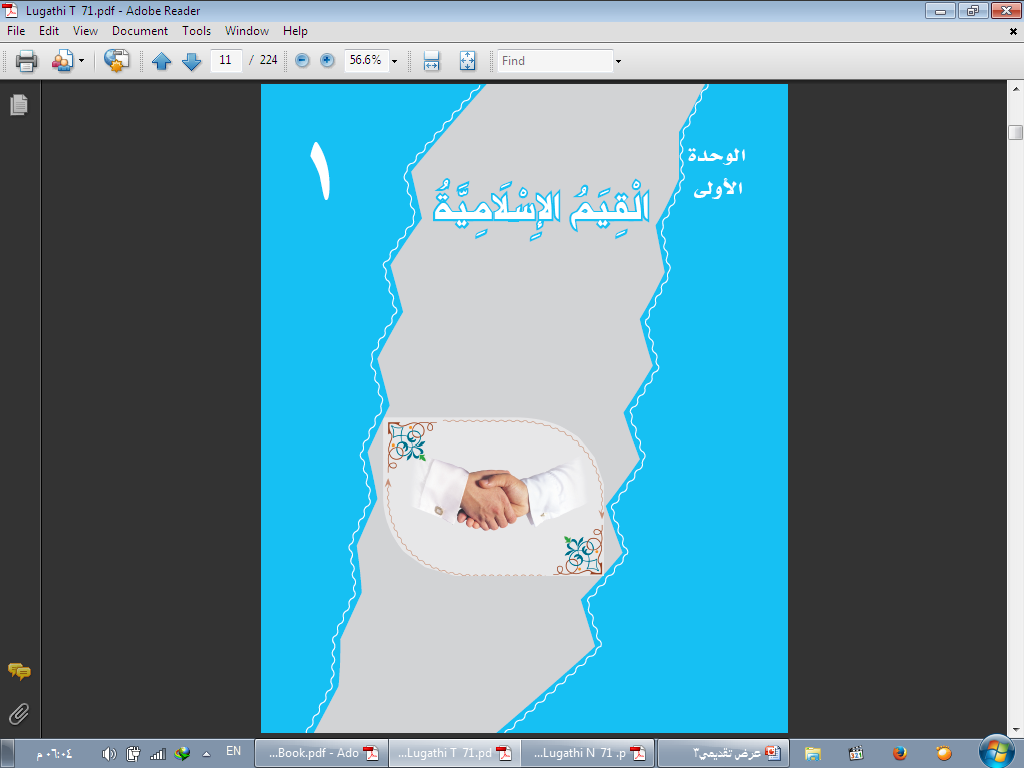 Lugathi T 71.pdf - Adobe Reader
File Edit View Document Tools Window Help
11 / 224 56.6% Find
١
الوحدة
الأولى
الْقِيَمُ الإِسْلَامِيَّةُ
٠٦:٠٤ م
EN
...Book.pdf - Ado
...Lugathi T 71.pd
...Lugathi N 71 .p
عرض تقديمي٣